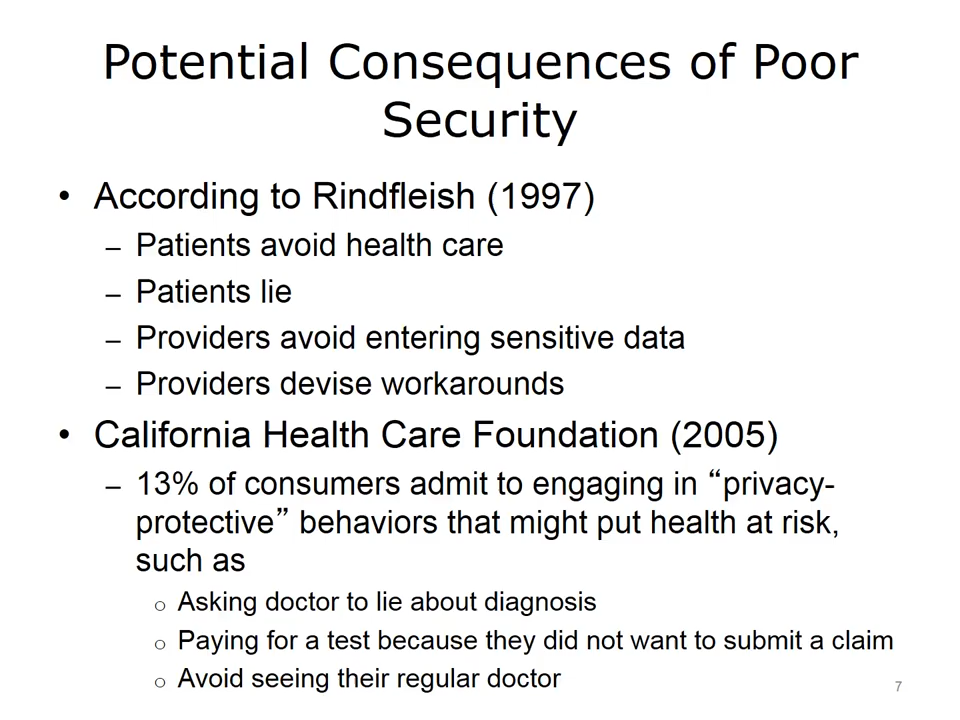 Potential Consequences of Poor
Security
• According to Rindfleish (1997)
– Patients avoid health care
– Patients lie
– Providers avoid entering sensitive data
– Providers devise workarounds
• California Health Care Foundation (2005)
– 13% of consumers admit to engaging in “privacy-
protective” behaviors that might put health at risk,
such as
○ Asking doctor to lie about diagnosis
○ Paying for a test because they did not want to submit a claim
○ Avoid seeing their regular doctor
7